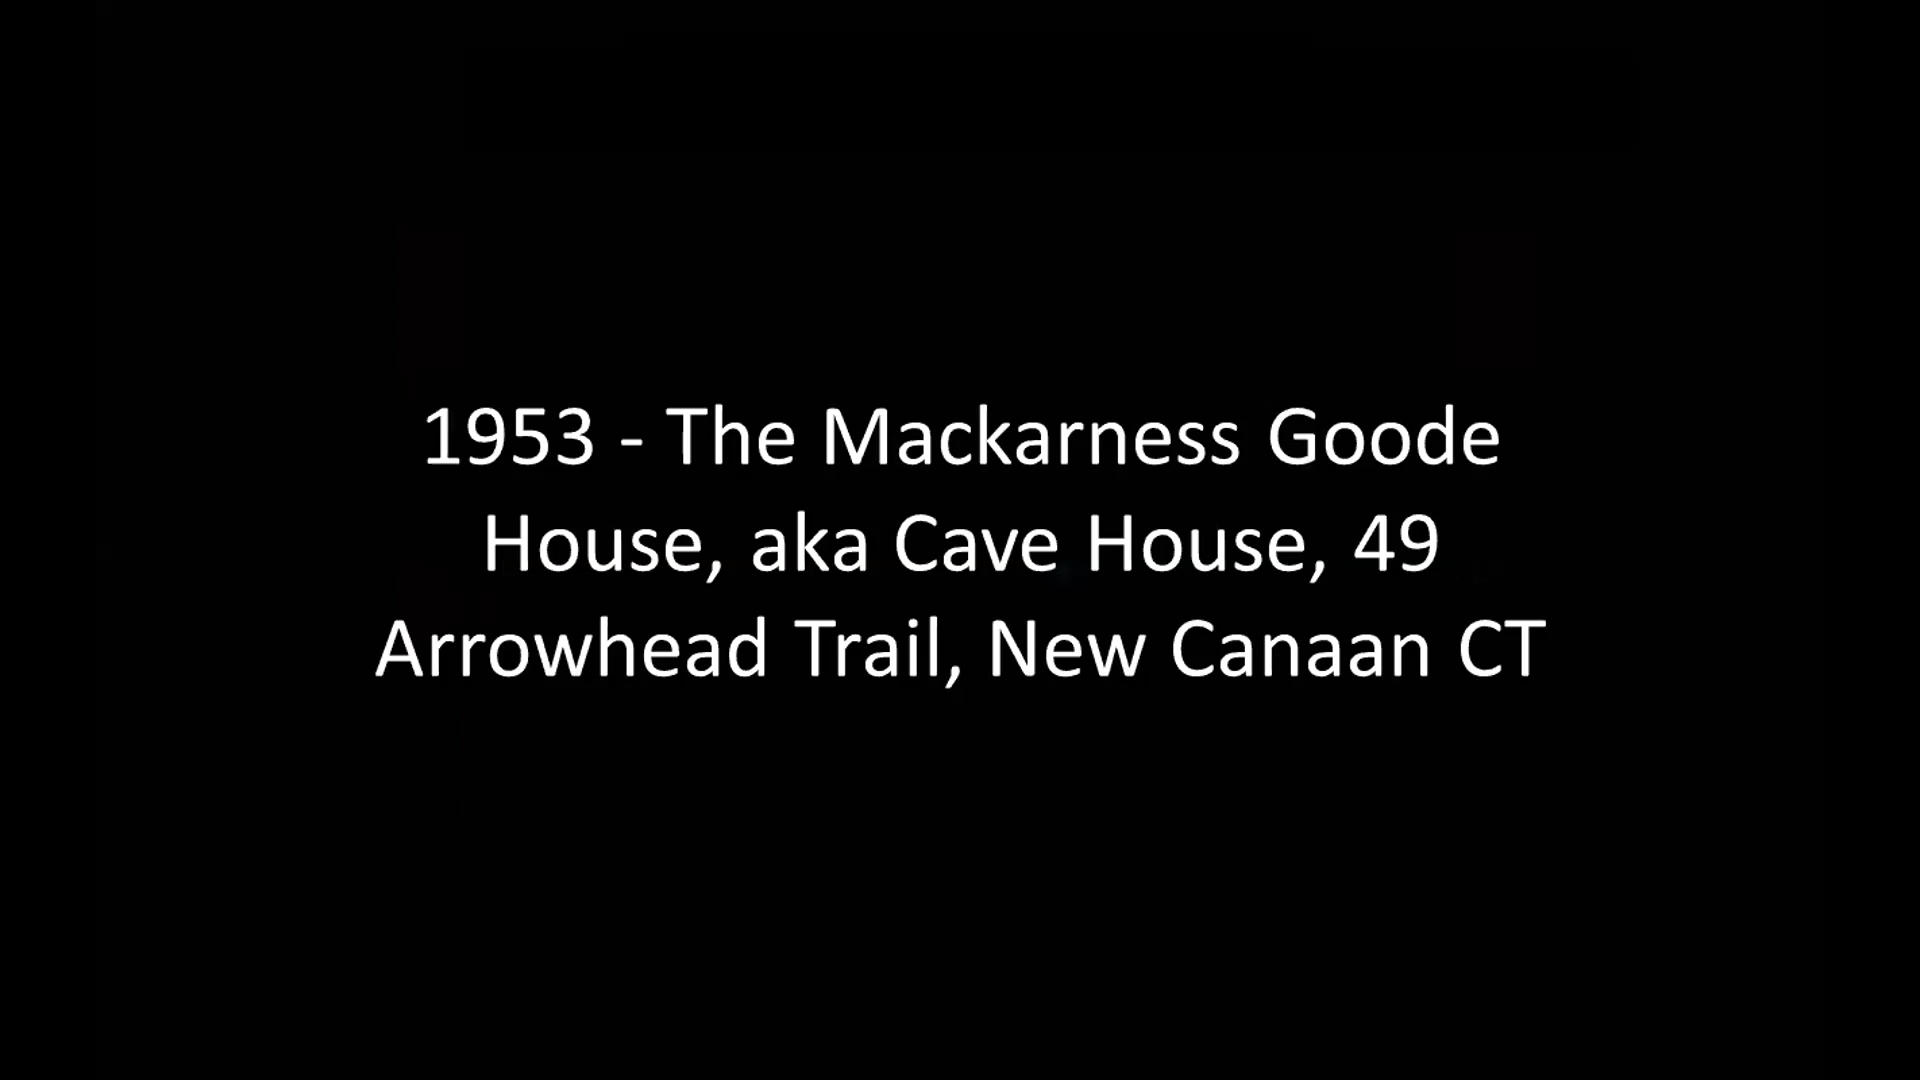 1953 - The Mackarness Goode
House, aka Cave House, 49
Arrowhead Trail, New Canaan CT